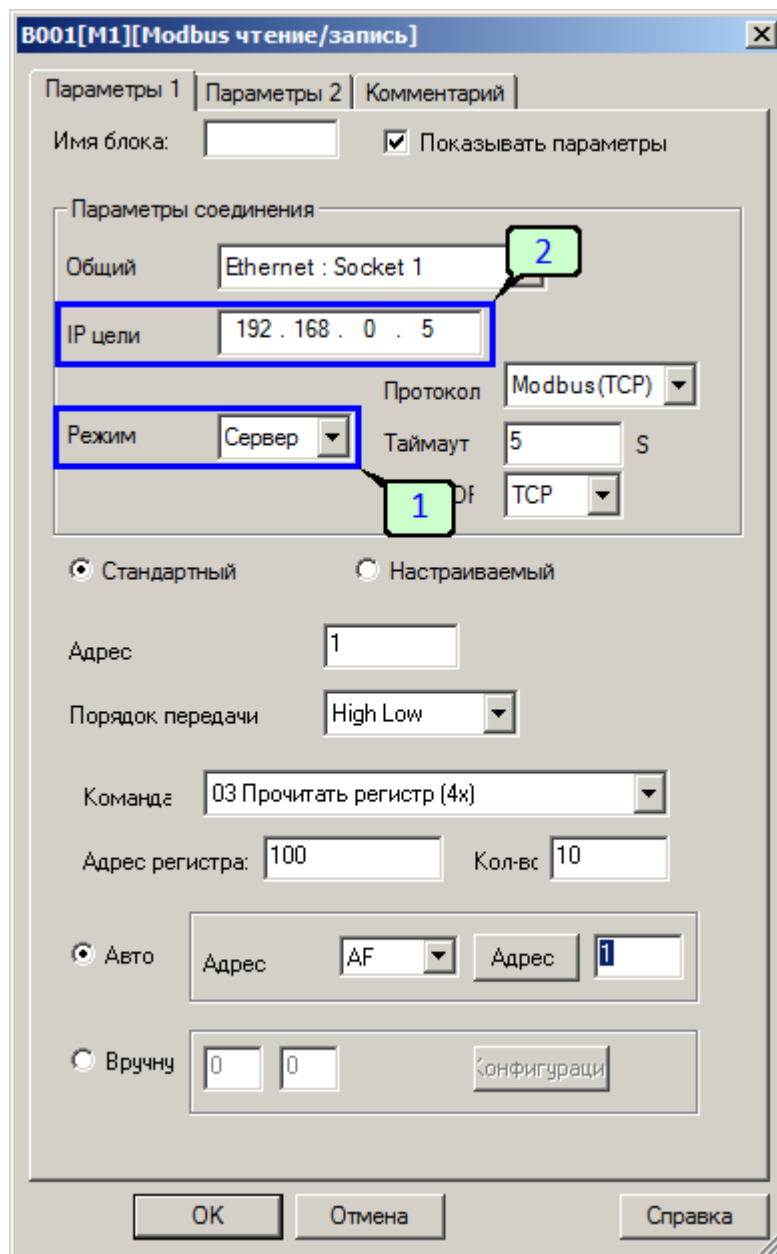 B001[M1][Modbus чтение/запись]
Параметры 1 Параметры 2 Комментарий
Имя блока: Показывать параметры
Параметры соединения
Общий Ethernet : Socket 1 2
IP цели 192 . 168 . 0 . 5
Протокол Modbus(TCP)
Режим Сервер Таймаут 5 S
1 TCP
Стандартный Настраиваемый
Адрес 1
Порядок передачи High Low
Команда 03 Прочитать регистр (4x)
Адрес регистра: 100 Кол-вс 10
Авто Адрес AF Адрес 1
Вручну 0 0 Конфигураци
OK Отмена Справка